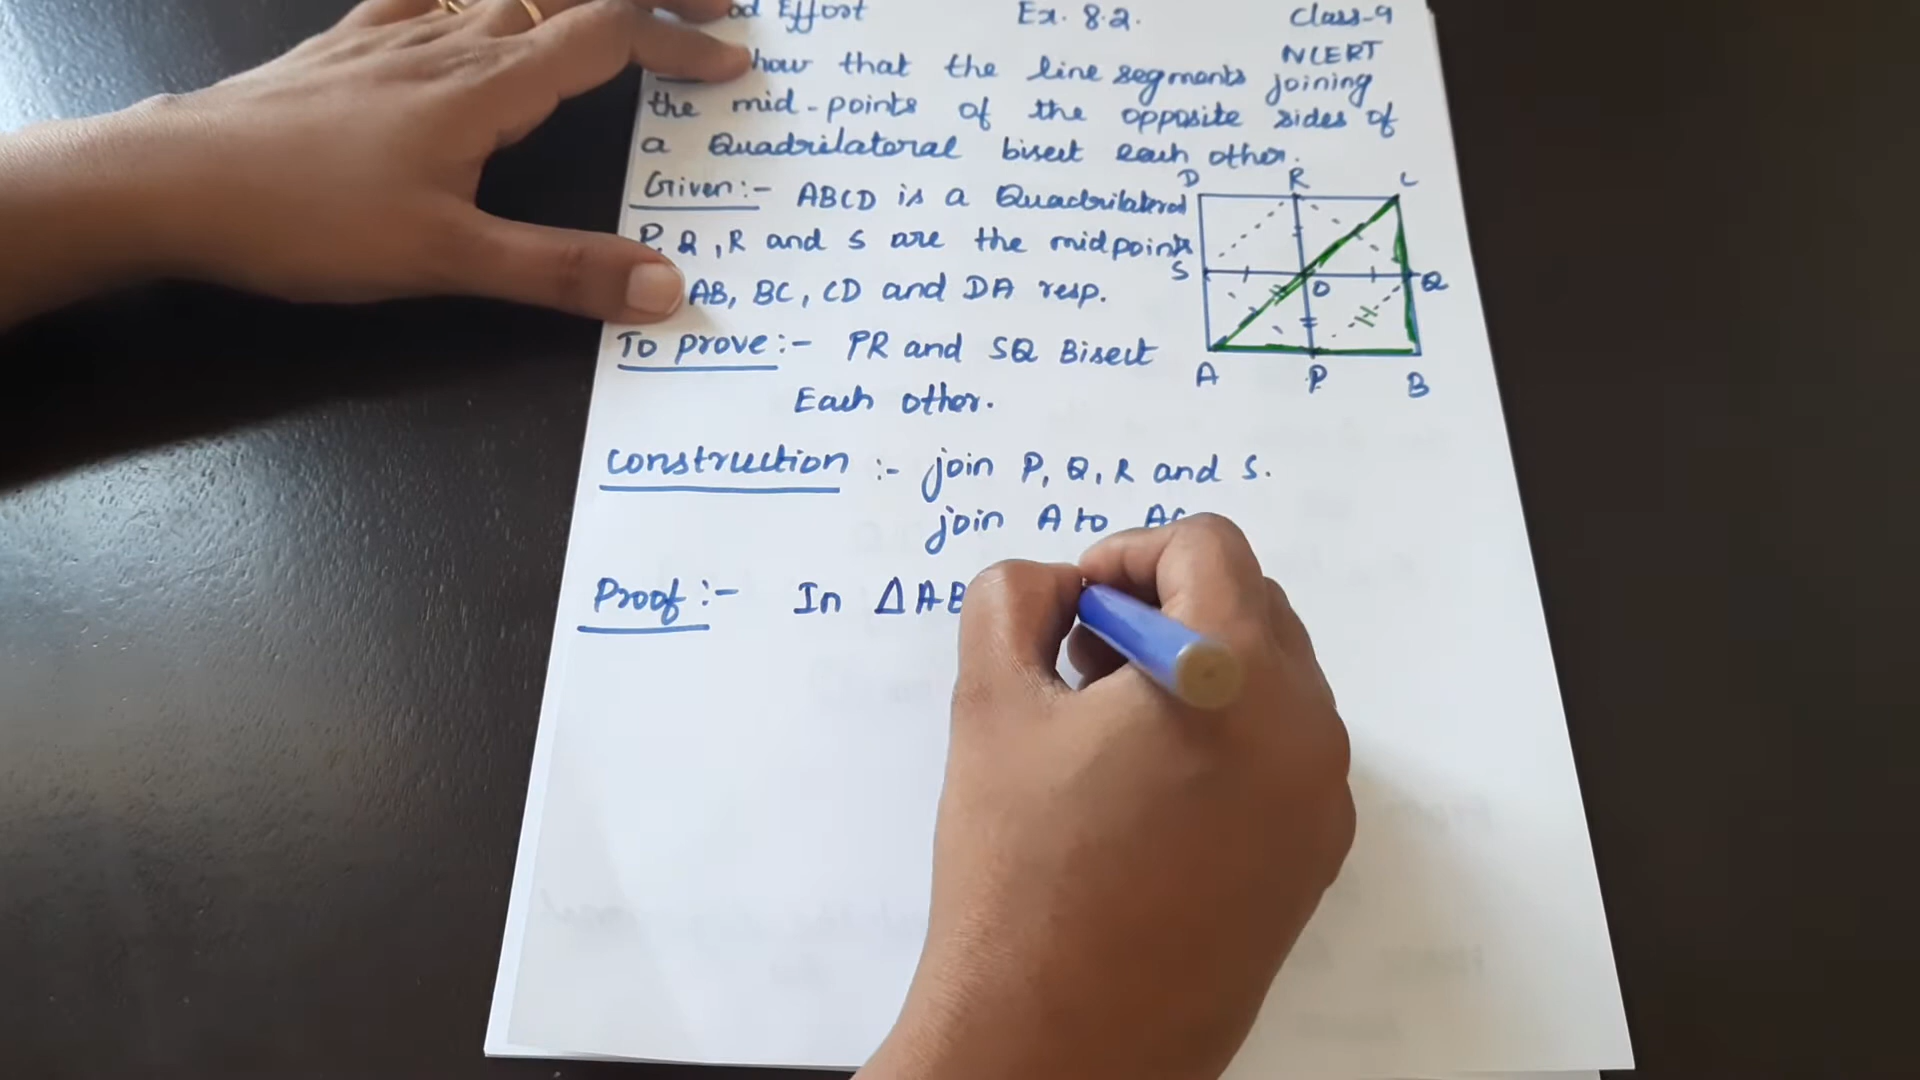 Effort Ex. 8.2. Class-9
NCERT
that the line segments joining
the mid-points of the opposite sides of
a Quadrilateral bisect each other.
Given:- ABCD is a Quadrilateral
P, Q, R and S are the midpoints
AB, BC, CD and DA resp.
To prove:- PR and SQ Bisect
Each other.
D R C
S O Q
A P B
Construction :- join P, Q, R and S.
join A to
Proof:- In ΔAB